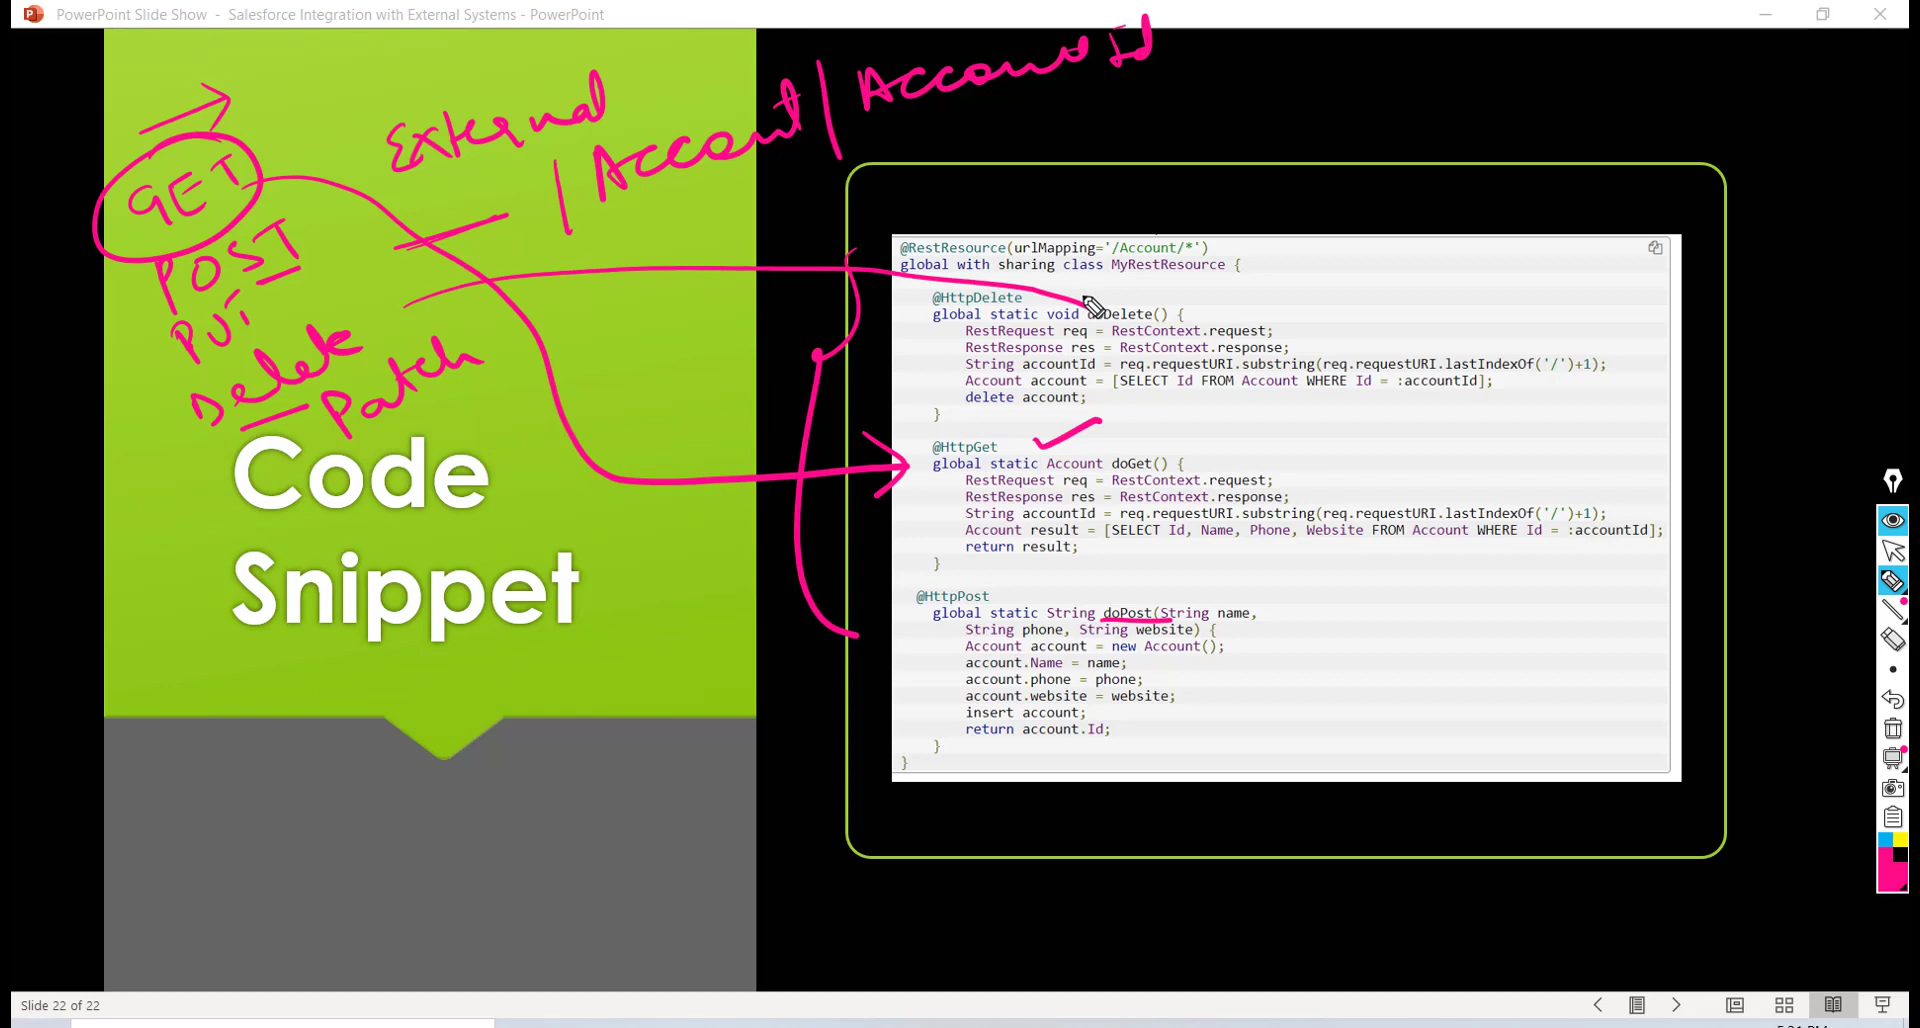 PowerPoint Slide Show - Salesforce Integration with External Systems - PowerPoint
External
/Account/AccountId
GET
POST
PUT
Delete
Patch
Code
Snippet
@RestResource(urlMapping='/Account/*')
global with sharing class MyRestResource {
@HttpDelete
global static void doDelete() {
RestRequest req = RestContext.request;
RestResponse res = RestContext.response;
String accountId = req.requestURI.substring(req.requestURI.lastIndexOf('/')+1);
Account account = [SELECT Id FROM Account WHERE Id = :accountId];
delete account;
}
@HttpGet
global static Account doGet() {
RestRequest req = RestContext.request;
RestResponse res = RestContext.response;
String accountId = req.requestURI.substring(req.requestURI.lastIndexOf('/')+1);
Account result = [SELECT Id, Name, Phone, Website FROM Account WHERE Id = :accountId];
return result;
}
@HttpPost
global static String doPost(String name,
String phone, String website) {
Account account = new Account();
account.Name = name;
account.phone = phone;
account.website = website;
insert account;
return account.Id;
}
}
Slide 22 of 22